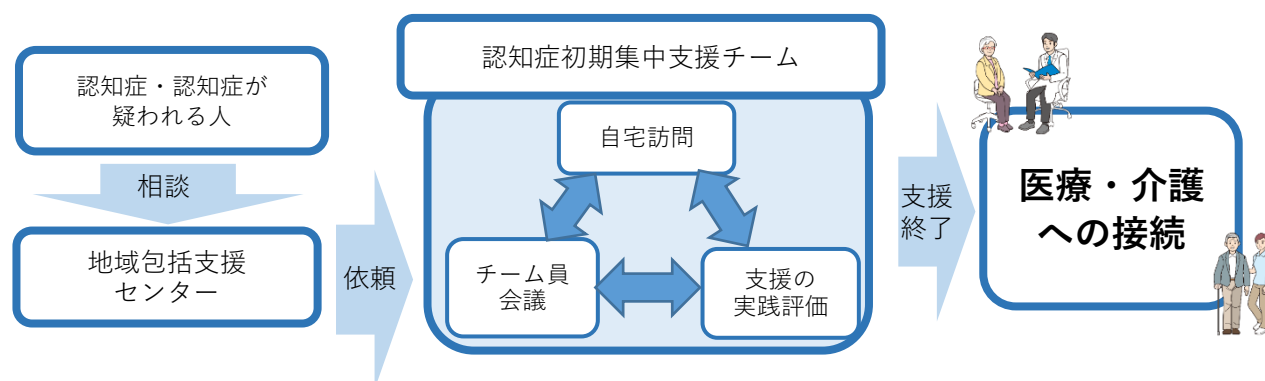 認知症・認知症が
疑われる人
相談
地域包括支援
センター
依頼
認知症初期集中支援チーム
自宅訪問
チーム員
会議
支援の
実践評価
支援
終了
医療・介護
への接続